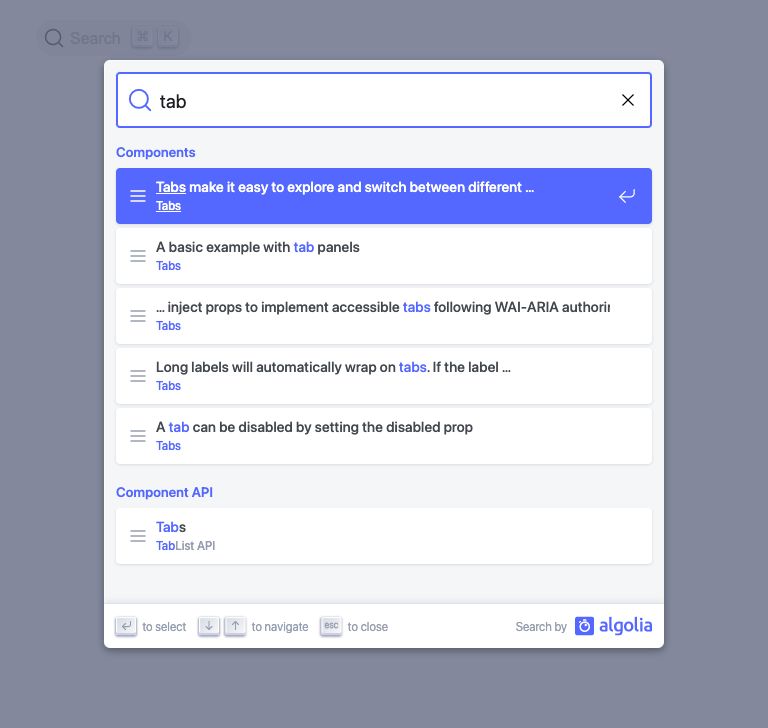 Search ⌘ K
tab
Components
Tabs make it easy to explore and switch between different ...
Tabs
A basic example with tab panels
Tabs
... inject props to implement accessible tabs following WAI-ARIA authorin
Tabs
Long labels will automatically wrap on tabs. If the label ...
Tabs
A tab can be disabled by setting the disabled prop
Tabs
Component API
Tabs
TabList API
to select ↓ ↑ to navigate esc to close Search by algolia